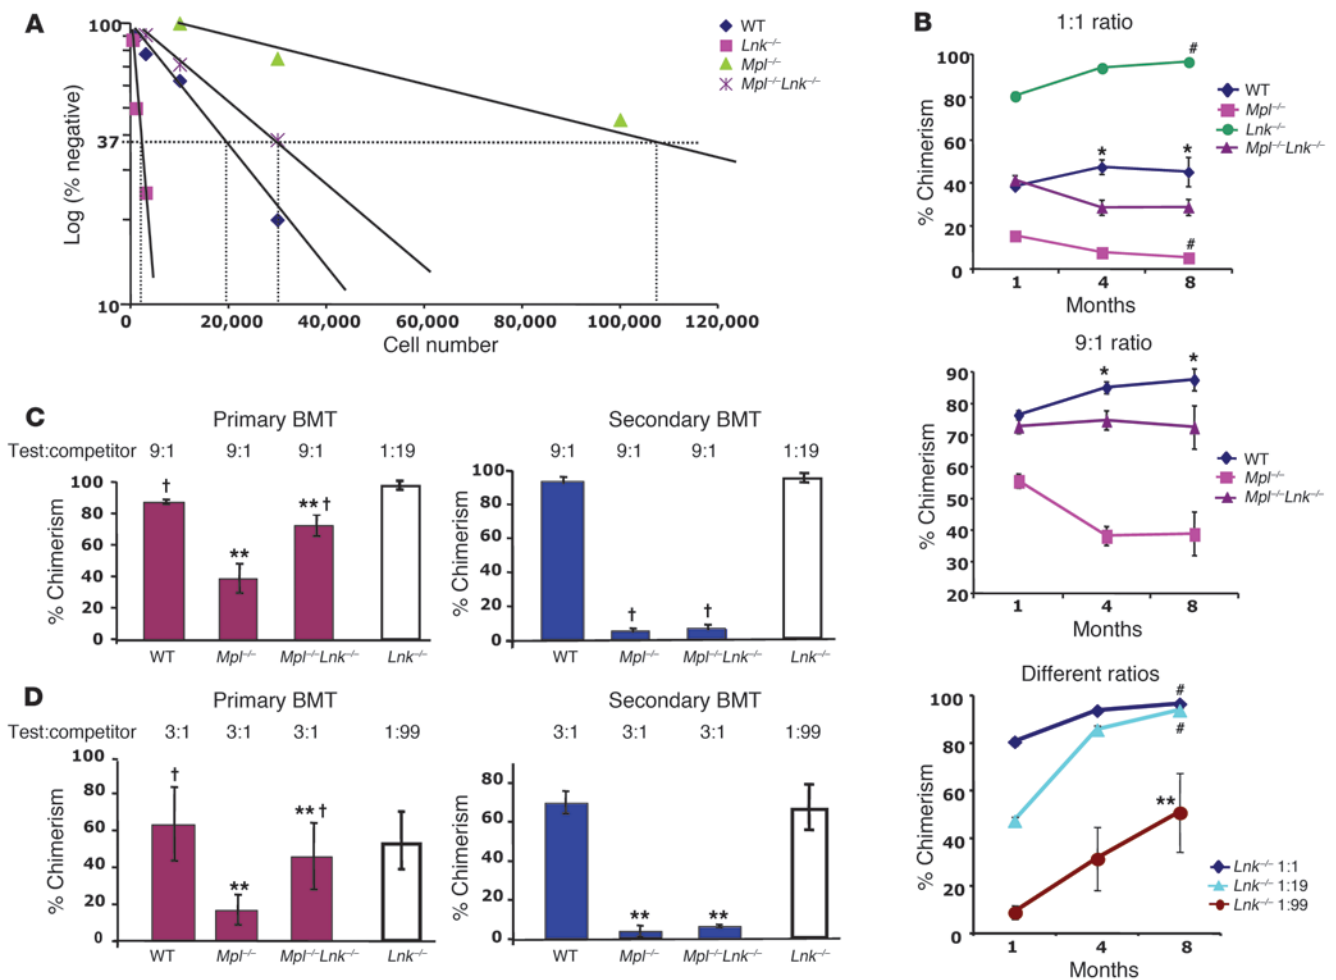 A
Log (% negative)
100
37
10
0 20,000 40,000 60,000 80,000 100,000 120,000
Cell number
WT
Lnk–/–
Mpl–/–
Mpl–/–Lnk–/–
B
1:1 ratio
% Chimerism
100
80
60
40
20
0
* * # #
1 4 8
Months
WT
Mpl–/–
Lnk–/–
Mpl–/–Lnk–/–
9:1 ratio
% Chimerism
90
80
70
60
50
40
30
20
* *
1 4 8
Months
WT
Mpl–/–
Mpl–/–Lnk–/–
Different ratios
% Chimerism
100
80
60
40
20
0
# # **
1 4 8
Months
Lnk–/– 1:1
Lnk–/– 1:19
Lnk–/– 1:99
C
Primary BMT
Test:competitor 9:1 9:1 9:1 1:19
% Chimerism
100
80
60
40
20
0
† ** **†
WT Mpl–/– Mpl–/–Lnk–/– Lnk–/–
Secondary BMT
9:1 9:1 9:1 1:19
% Chimerism
100
80
60
40
20
0
† †
WT Mpl–/– Mpl–/–Lnk–/– Lnk–/–
D
Primary BMT
Test:competitor 3:1 3:1 3:1 1:99
% Chimerism
100
80
60
40
20
0
† ** **†
WT Mpl–/– Mpl–/–Lnk–/– Lnk–/–
Secondary BMT
3:1 3:1 3:1 1:99
% Chimerism
80
60
40
20
0
** **
WT Mpl–/– Mpl–/–Lnk–/– Lnk–/–